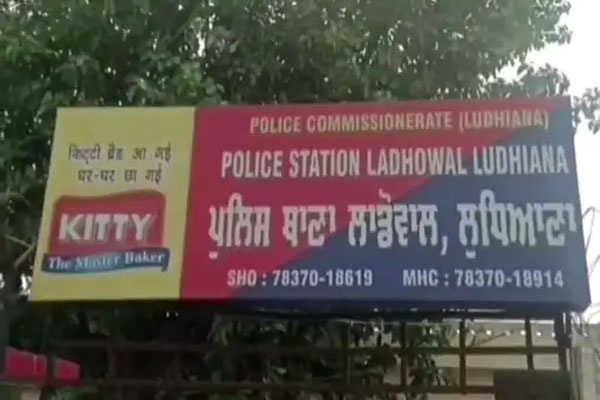 किट्टी ब्रैड आ गई
घर-घर छा गई
KITTY
The Master Baker
POLICE COMMISSIONERATE (LUDHIANA)
POLICE STATION LADHOWAL LUDHIANA
ਪੁਲਿਸ ਥਾਣਾ ਲਾਡੋਵਾਲ, ਲੁਧਿਆਣਾ
SHO : 78370-18619 MHC : 78370-18914